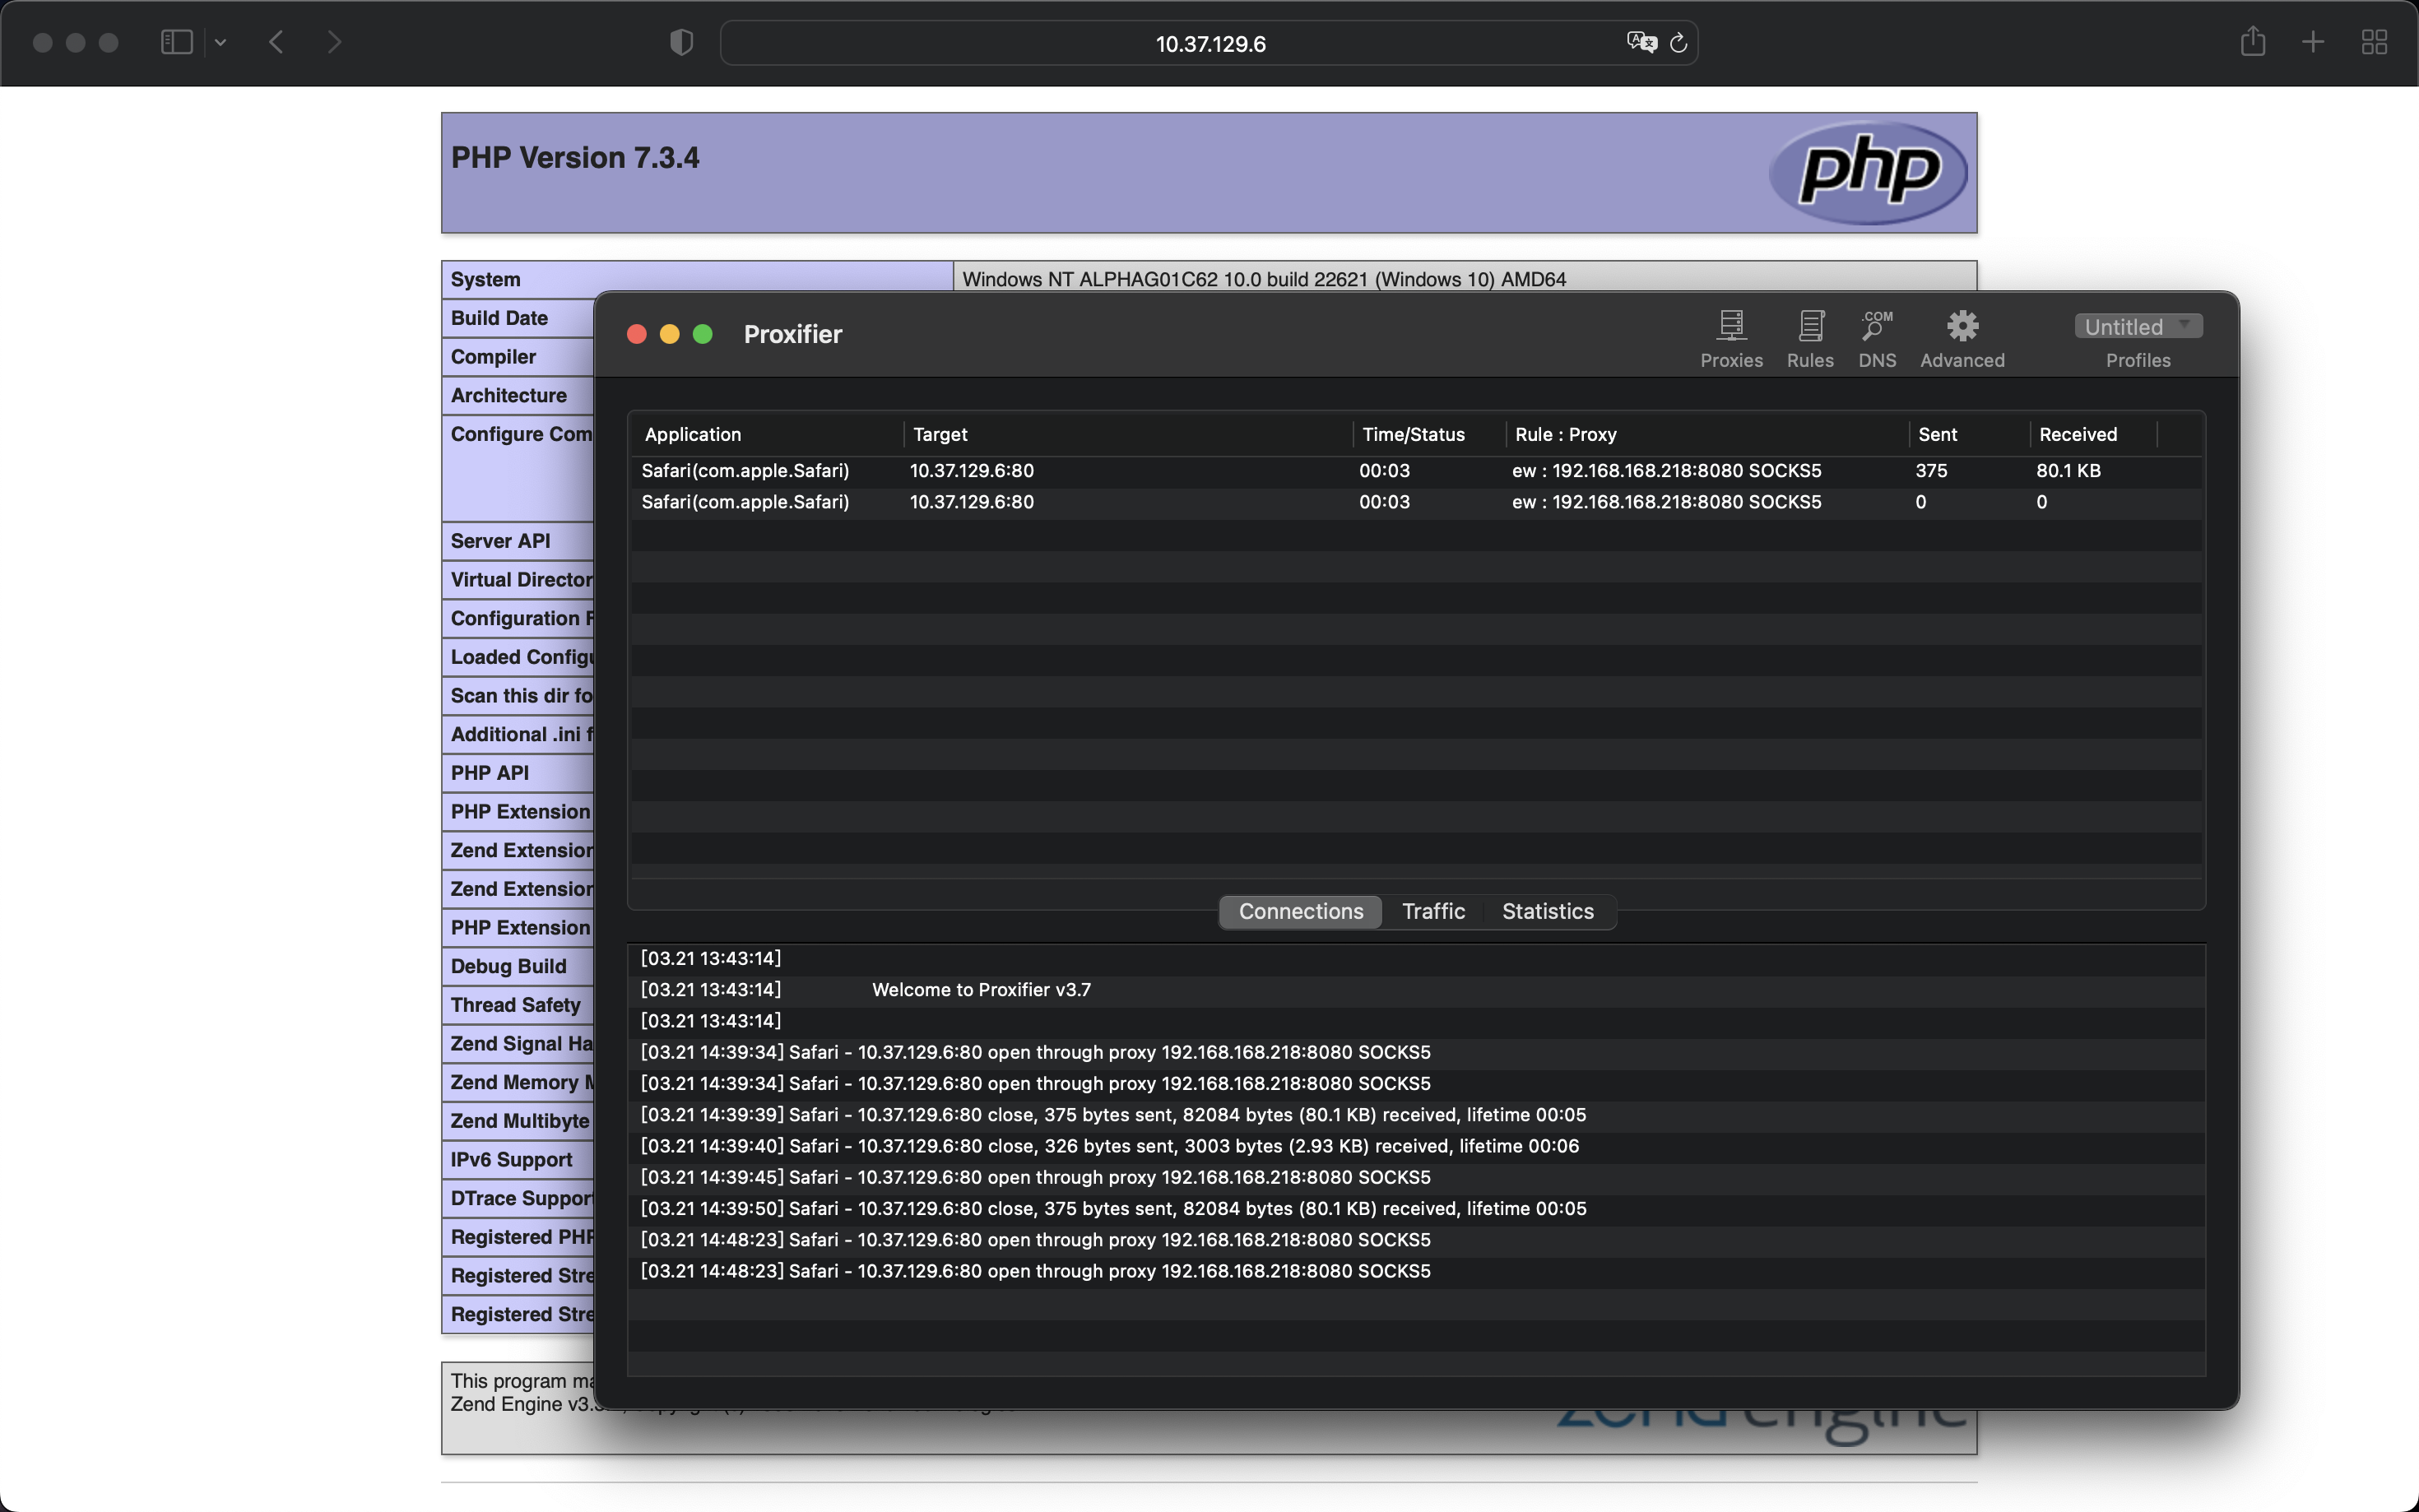 10.37.129.6
PHP Version 7.3.4
php
System
Windows NT ALPHAG01C62 10.0 build 22621 (Windows 10) AMD64
Build Date
Compiler
Architecture
Configure Com
Server API
Virtual Director
Configuration F
Loaded Configu
Scan this dir fo
Additional .ini f
PHP API
PHP Extension
Zend Extension
Zend Extension
PHP Extension
Debug Build
Thread Safety
Zend Signal Ha
Zend Memory M
Zend Multibyte
IPv6 Support
DTrace Support
Registered PHP
Registered Stre
Registered Stre
This program ma
Zend Engine v3.
zend engine
Proxifier
.COM
Untitled
Proxies
Rules
DNS
Advanced
Profiles
Application Target Time/Status Rule : Proxy Sent Received
Safari(com.apple.Safari) 10.37.129.6:80 00:03 ew : 192.168.168.218:8080 SOCKS5 375 80.1 KB
Safari(com.apple.Safari) 10.37.129.6:80 00:03 ew : 192.168.168.218:8080 SOCKS5 0 0
Connections Traffic Statistics
[03.21 13:43:14]
[03.21 13:43:14] Welcome to Proxifier v3.7
[03.21 13:43:14]
[03.21 14:39:34] Safari - 10.37.129.6:80 open through proxy 192.168.168.218:8080 SOCKS5
[03.21 14:39:34] Safari - 10.37.129.6:80 open through proxy 192.168.168.218:8080 SOCKS5
[03.21 14:39:39] Safari - 10.37.129.6:80 close, 375 bytes sent, 82084 bytes (80.1 KB) received, lifetime 00:05
[03.21 14:39:40] Safari - 10.37.129.6:80 close, 326 bytes sent, 3003 bytes (2.93 KB) received, lifetime 00:06
[03.21 14:39:45] Safari - 10.37.129.6:80 open through proxy 192.168.168.218:8080 SOCKS5
[03.21 14:39:50] Safari - 10.37.129.6:80 close, 375 bytes sent, 82084 bytes (80.1 KB) received, lifetime 00:05
[03.21 14:48:23] Safari - 10.37.129.6:80 open through proxy 192.168.168.218:8080 SOCKS5
[03.21 14:48:23] Safari - 10.37.129.6:80 open through proxy 192.168.168.218:8080 SOCKS5